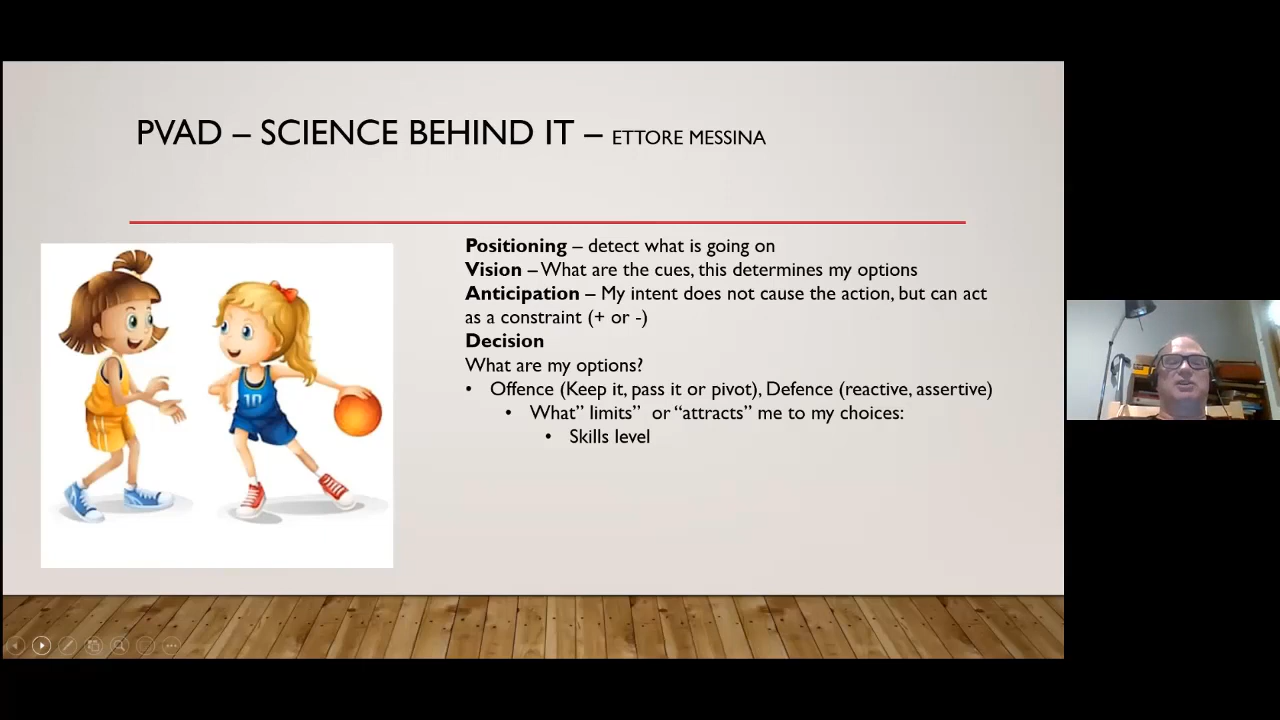 PVAD – SCIENCE BEHIND IT – ETTORE MESSINA
Positioning – detect what is going on
Vision – What are the cues, this determines my options
Anticipation – My intent does not cause the action, but can act
as a constraint (+ or -)
Decision
What are my options?
• Offence (Keep it, pass it or pivot), Defence (reactive, assertive)
• What” limits” or “attracts” me to my choices:
• Skills level
10